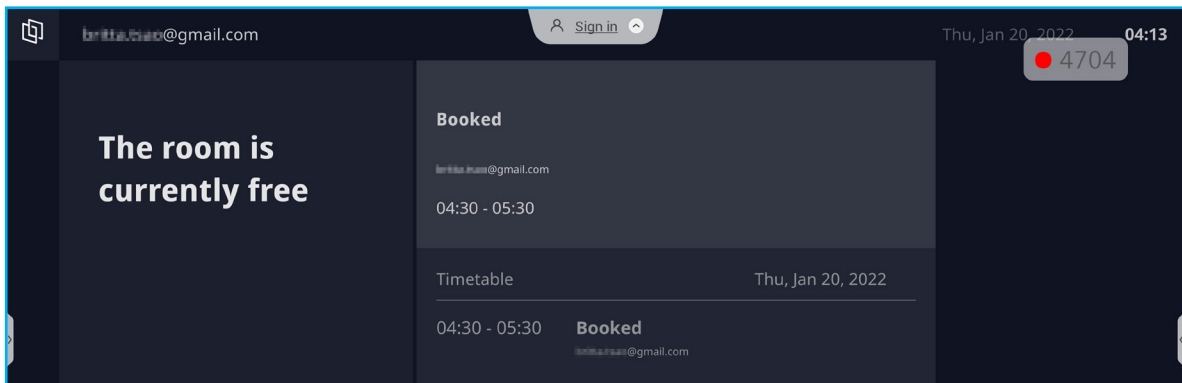 @gmail.com
Sign in
Thu, Jan 20, 2022 04:13
4704
The room is
currently free
Booked
@gmail.com
04:30 - 05:30
Timetable Thu, Jan 20, 2022
04:30 - 05:30 Booked
@gmail.com